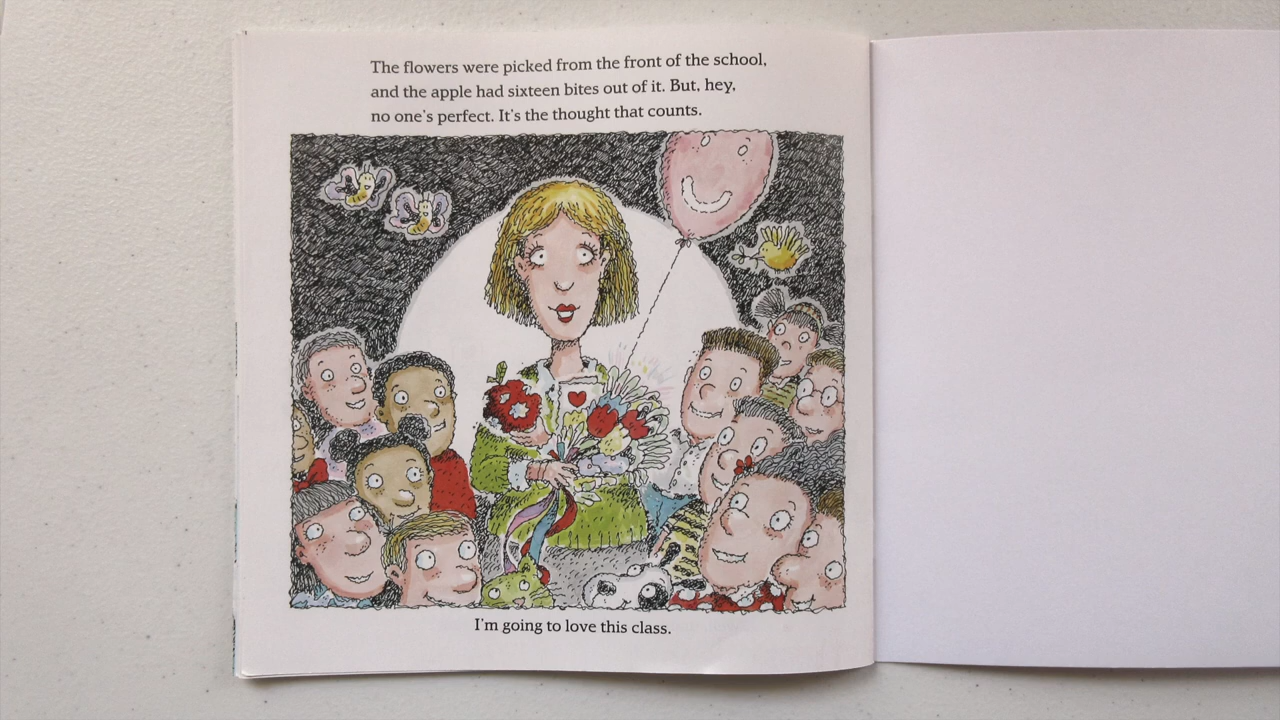 The flowers were picked from the front of the school,
and the apple had sixteen bites out of it. But, hey,
no one's perfect. It's the thought that counts.
I'm going to love this class.